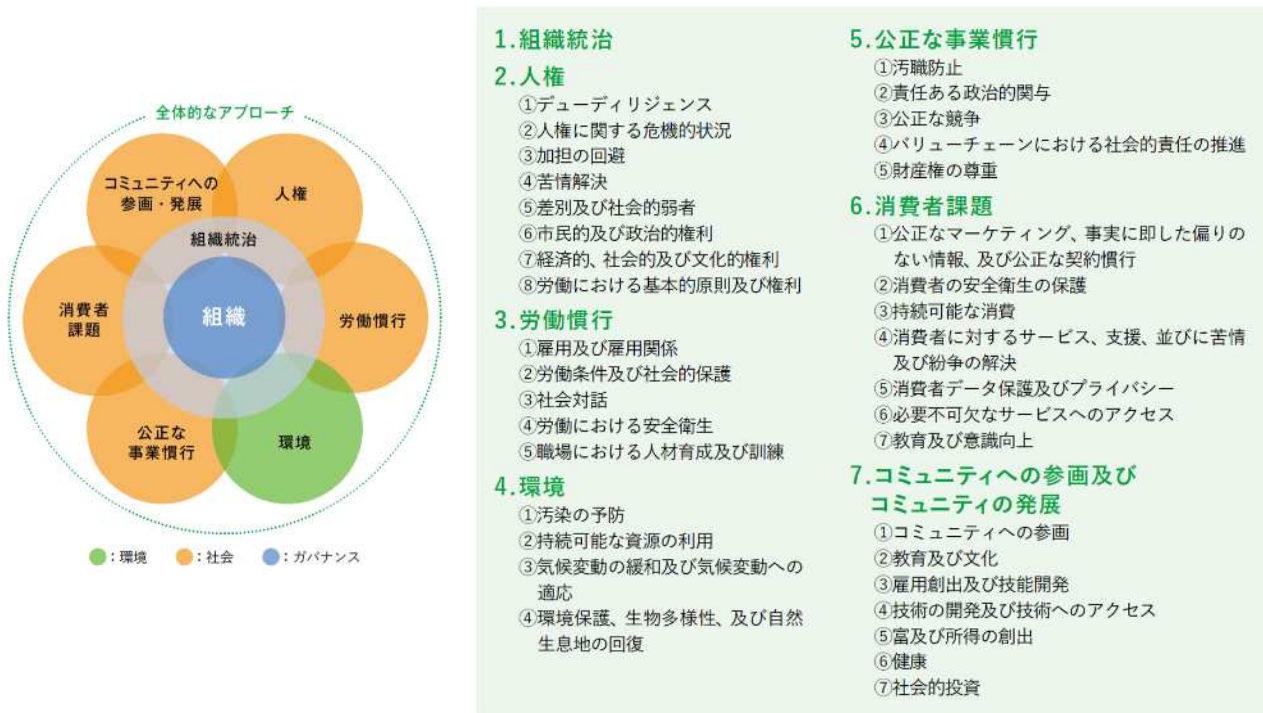 全体的なアプローチ
コミュニティへの
参画・発展
人権
組織統治
組織
消費者
課題
労働慣行
公正な
事業慣行
環境
●:環境 ●:社会 ●:ガバナンス
1.組織統治
2.人権
①デューディリジェンス
②人権に関する危機的状況
③加担の回避
④苦情解決
⑤差別及び社会的弱者
⑥市民的及び政治的権利
⑦経済的、社会的及び文化的権利
⑧労働における基本的原則及び権利
3.労働慣行
①雇用及び雇用関係
②労働条件及び社会的保護
③社会対話
④労働における安全衛生
⑤職場における人材育成及び訓練
4.環境
①汚染の予防
②持続可能な資源の利用
③気候変動の緩和及び気候変動への
適応
④環境保護、生物多様性、及び自然
生息地の回復
5.公正な事業慣行
①汚職防止
②責任ある政治的関与
③公正な競争
④バリューチェーンにおける社会的責任の推進
⑤財産権の尊重
6.消費者課題
①公正なマーケティング、事実に即した偏りの
ない情報、及び公正な契約慣行
②消費者の安全衛生の保護
③持続可能な消費
④消費者に対するサービス、支援、並びに苦情
及び紛争の解決
⑤消費者データ保護及びプライバシー
⑥必要不可欠なサービスへのアクセス
⑦教育及び意識向上
7.コミュニティへの参画及び
コミュニティの発展
①コミュニティへの参画
②教育及び文化
③雇用創出及び技能開発
④技術の開発及び技術へのアクセス
⑤富及び所得の創出
⑥健康
⑦社会的投資